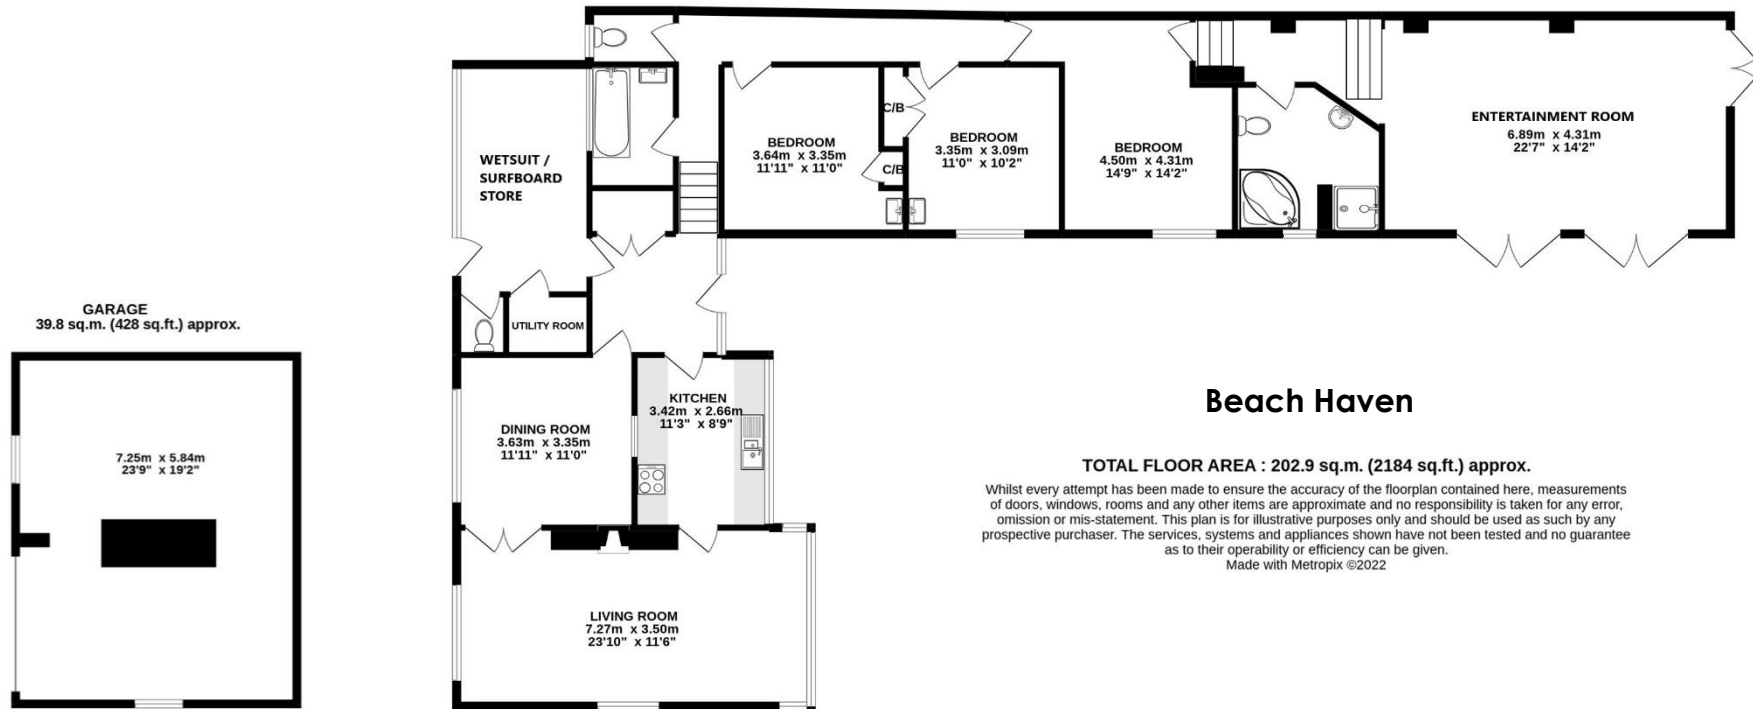 GARAGE
39.8 sq.m. (428 sq.ft.) approx.
7.25m x 5.84m
23'9" x 19'2"
WETSUIT /
SURFBOARD
STORE
UTILITY ROOM
DINING ROOM
3.63m x 3.35m
11'11" x 11'0"
KITCHEN
3.42m x 2.66m
11'3" x 8'9"
LIVING ROOM
7.27m x 3.50m
23'10" x 11'6"
BEDROOM
3.64m x 3.35m
11'11" x 11'0"
C/B
C/B
BEDROOM
3.35m x 3.09m
11'0" x 10'2"
BEDROOM
4.50m x 4.31m
14'9" x 14'2"
ENTERTAINMENT ROOM
6.89m x 4.31m
22'7" x 14'2"
Beach Haven
TOTAL FLOOR AREA : 202.9 sq.m. (2184 sq.ft.) approx.
Whilst every attempt has been made to ensure the accuracy of the floorplan contained here, measurements
of doors, windows, rooms and any other items are approximate and no responsibility is taken for any error,
omission or mis-statement. This plan is for illustrative purposes only and should be used as such by any
prospective purchaser. The services, systems and appliances shown have not been tested and no guarantee
as to their operability or efficiency can be given.
Made with Metropix ©2022